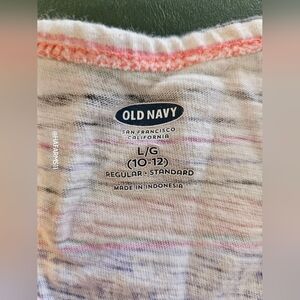 OLD NAVY
SAN FRANCISCO
CALIFORNIA
L/G
(10-12)
REGULAR • STANDARD
MADE IN INDONESIA